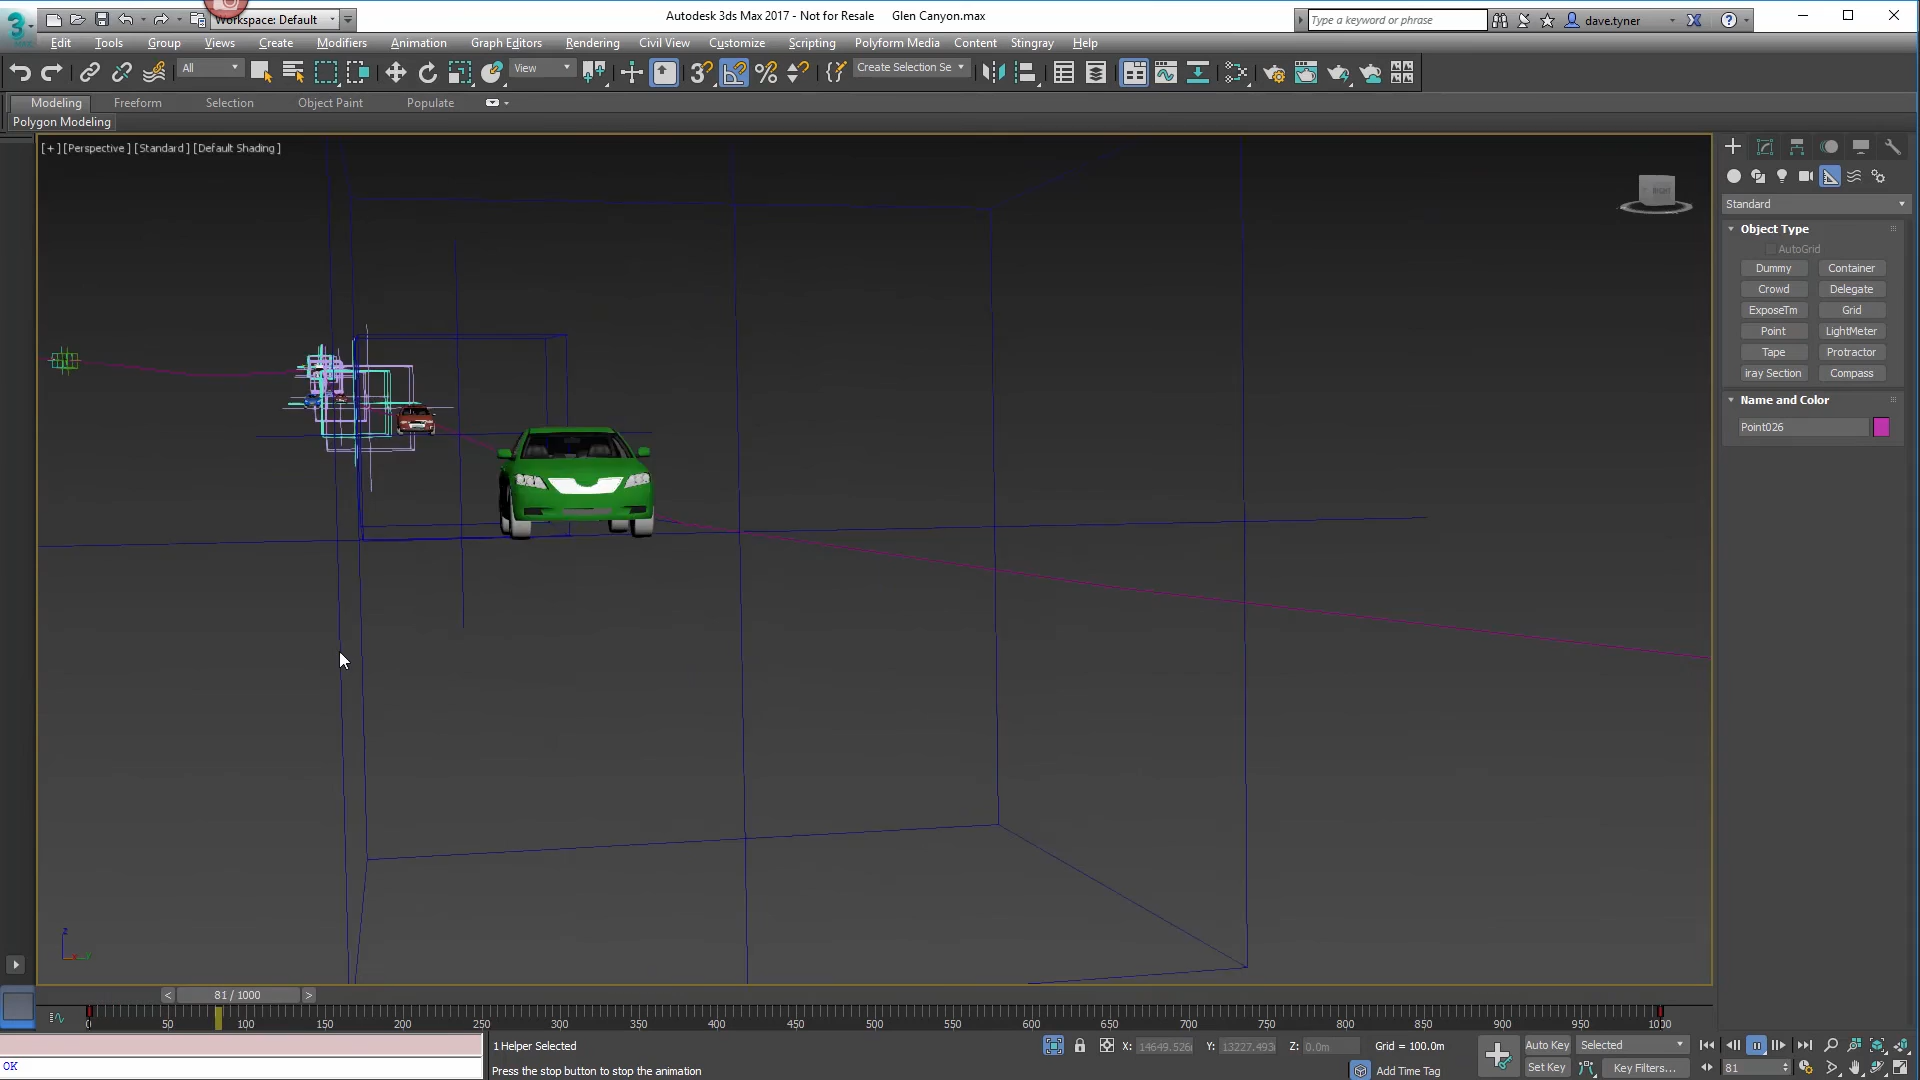 Workspace: Default
Autodesk 3ds Max 2017 - Not for Resale Glen Canyon.max
Type a keyword or phrase
dave.tyner
Edit Tools Group Views Create Modifiers Animation Graph Editors Rendering Civil View Customize Scripting Polyform Media Content Stingray Help
All View Create Selection Se
Modeling Freeform Selection Object Paint Populate
Polygon Modeling
[+] [Perspective] [Standard] [Default Shading]
Standard
Object Type
AutoGrid
Dummy Container
Crowd Delegate
ExposeTm Grid
Point LightMeter
Tape Protractor
iray Section Compass
Name and Color
Point026
z
< 81 / 1000 >
0 50 100 150 200 250 300 350 400 450 500 550 600 650 700 750 800 850 900 950 1000
1 Helper Selected X: 14649.526 Y: 13227.493 Z: 0.0m Grid = 100.0m Auto Key Selected
OK Press the stop button to stop the animation Add Time Tag Set Key Key Filters... 81